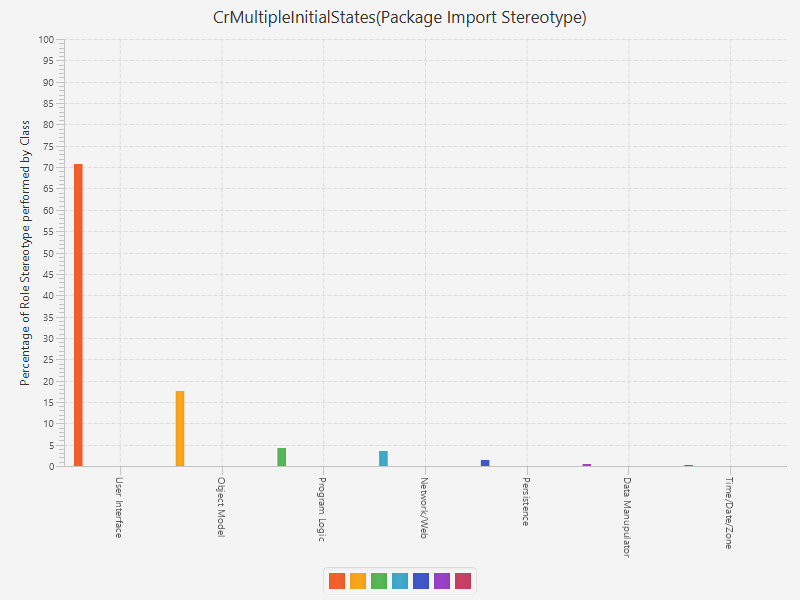 CrMultipleInitialStates(Package Import Stereotype)
Percentage of Role Stereotype performed by Class
100
95
90
85
80
75
70
65
60
55
50
45
40
35
30
25
20
15
10
5
0
User Interface
Object Model
Program Logic
Network/Web
Persistence
Data Manupulator
Time/Date/Zone